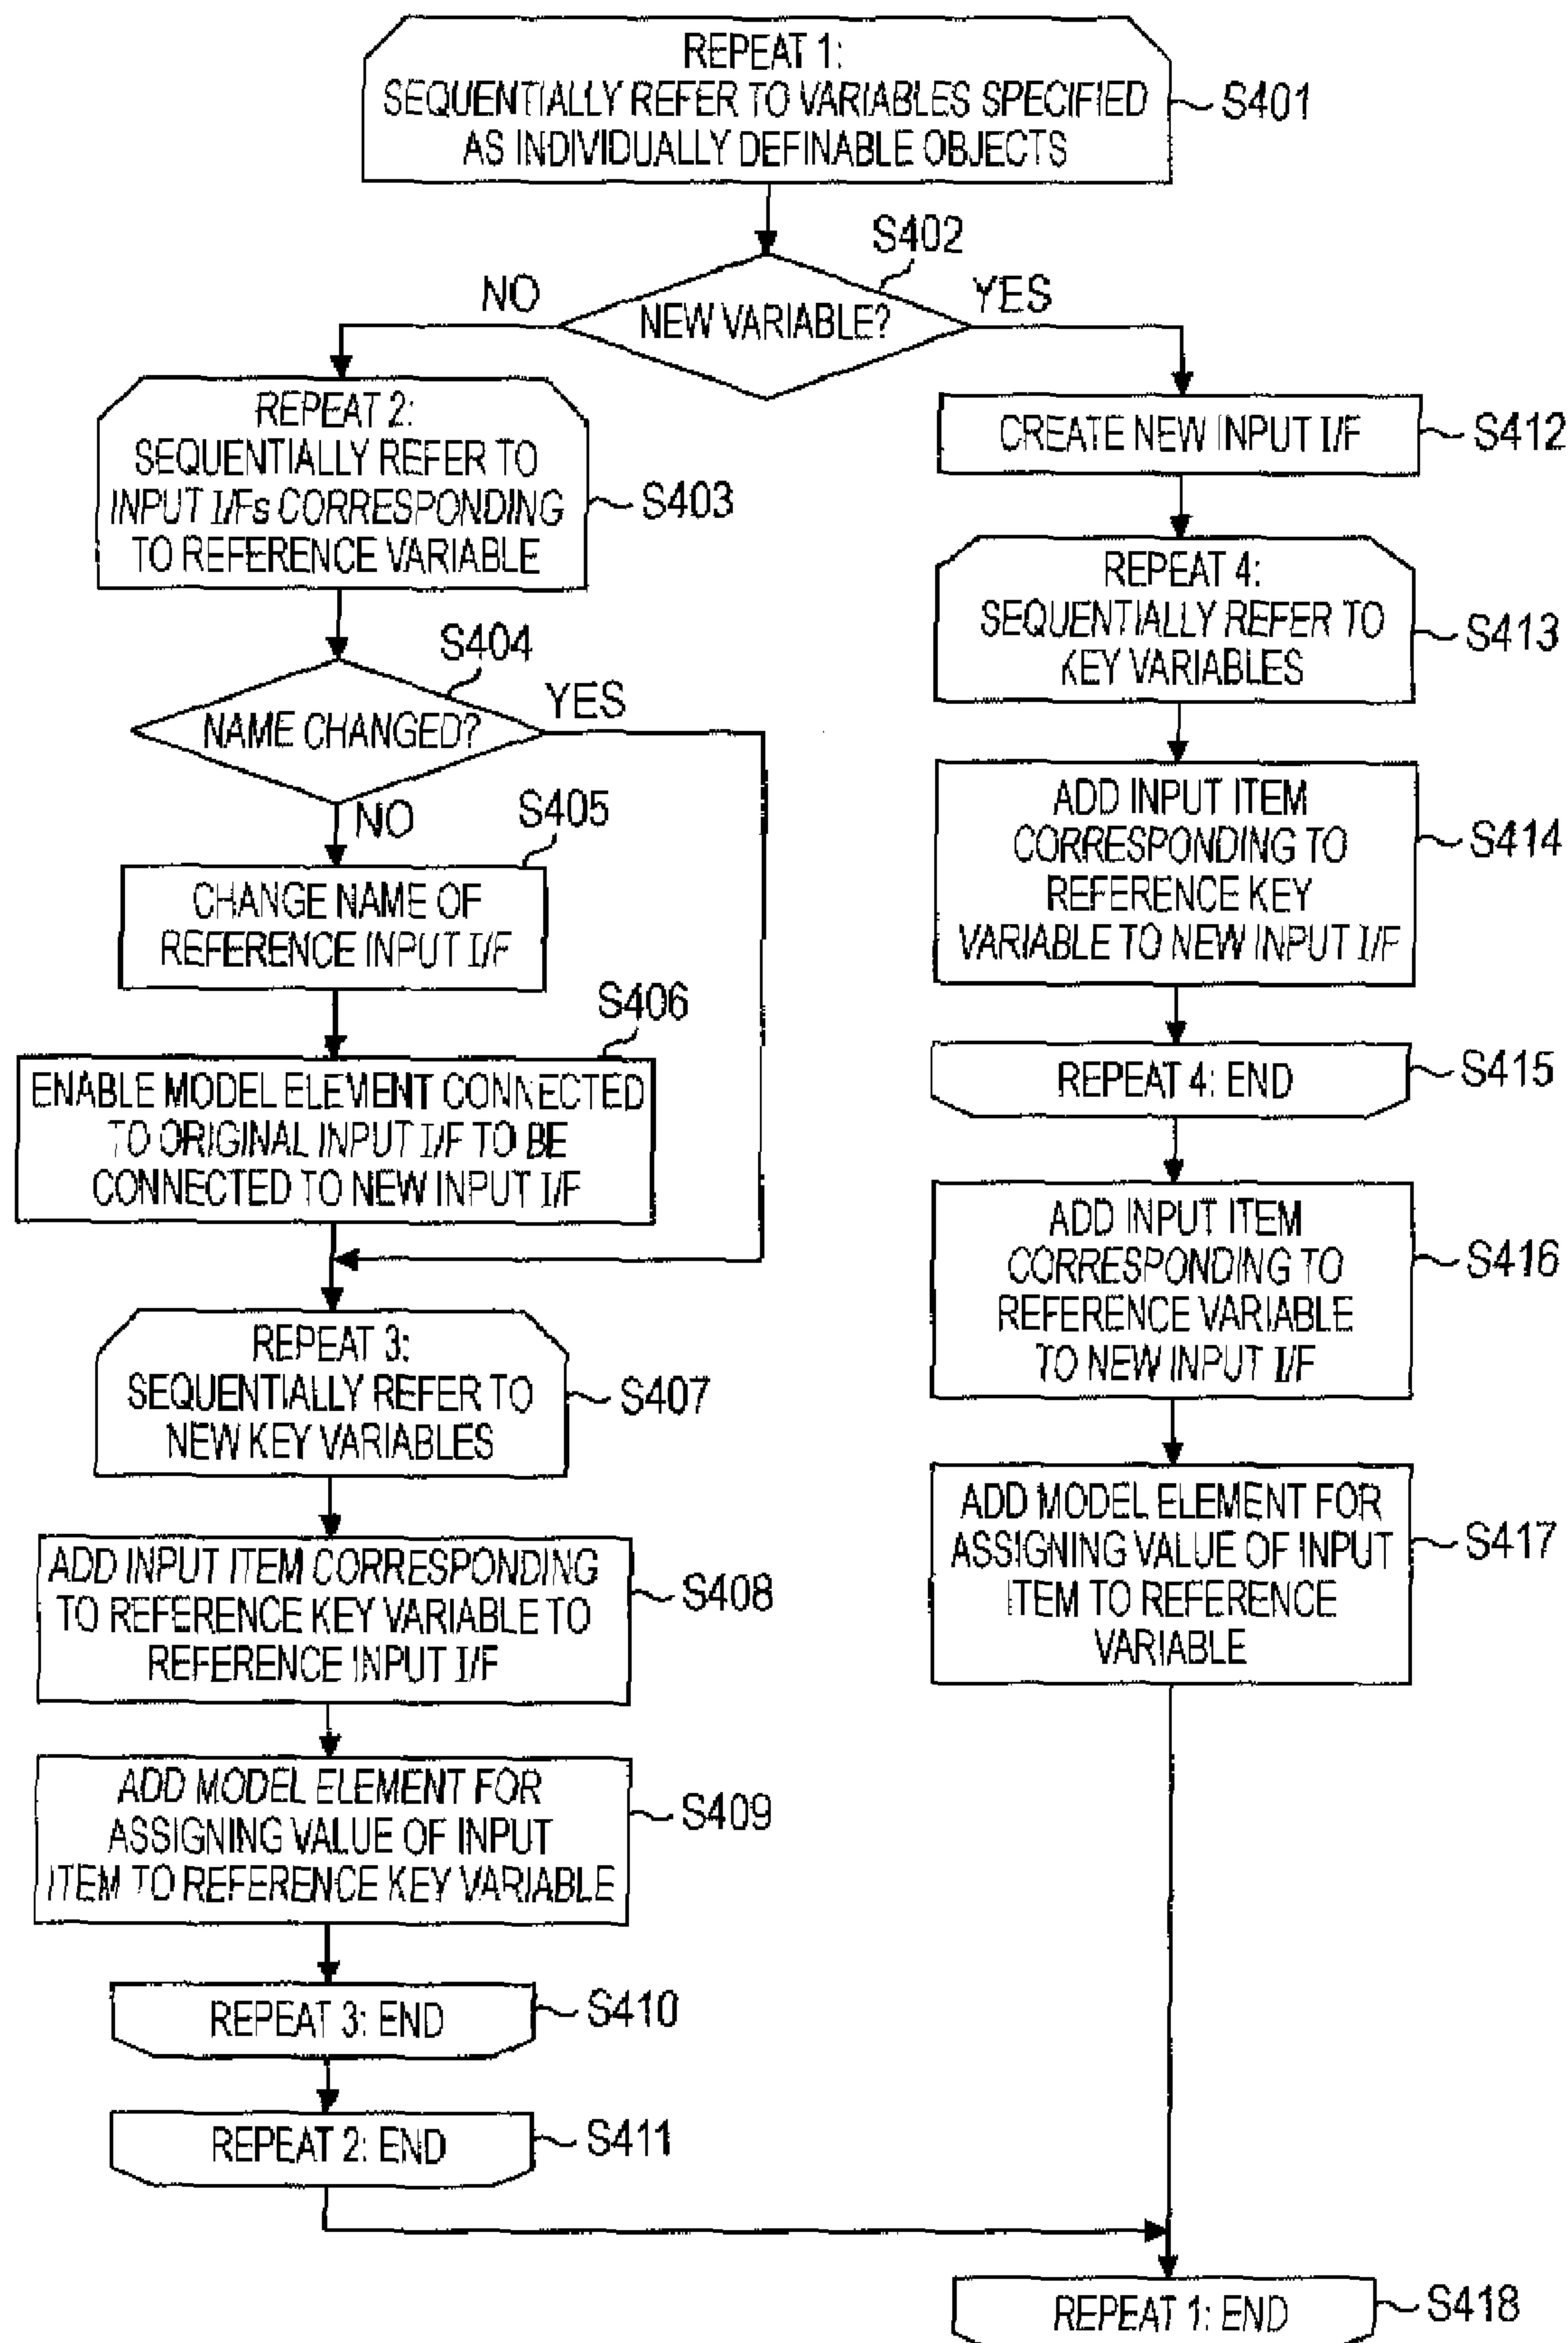 REPEAT 1:
SEQUENTIALLY REFER TO VARIABLES SPECIFIED
AS INDIVIDUALLY DEFINABLE OBJECTS
S401
S402
NO
NEW VARIABLE?
YES
REPEAT 2:
SEQUENTIALLY REFER TO
INPUT I/Fs CORRESPONDING
TO REFERENCE VARIABLE
S403
S404
NAME CHANGED?
YES
NO
S405
CHANGE NAME OF
REFERENCE INPUT I/F
S406
ENABLE MODEL ELEMENT CONNECTED
TO ORIGINAL INPUT I/F TO BE
CONNECTED TO NEW INPUT I/F
REPEAT 3:
SEQUENTIALLY REFER TO
NEW KEY VARIABLES
S407
ADD INPUT ITEM CORRESPONDING
TO REFERENCE KEY VARIABLE TO
REFERENCE INPUT I/F
S408
ADD MODEL ELEMENT FOR
ASSIGNING VALUE OF INPUT
ITEM TO REFERENCE KEY VARIABLE
S409
REPEAT 3: END
S410
REPEAT 2: END
S411
CREATE NEW INPUT I/F
S412
REPEAT 4:
SEQUENTIALLY REFER TO
KEY VARIABLES
S413
ADD INPUT ITEM
CORRESPONDING TO
REFERENCE KEY
VARIABLE TO NEW INPUT I/F
S414
REPEAT 4: END
S415
ADD INPUT ITEM
CORRESPONDING TO
REFERENCE VARIABLE
TO NEW INPUT I/F
S416
ADD MODEL ELEMENT FOR
ASSIGNING VALUE OF INPUT
ITEM TO REFERENCE
VARIABLE
S417
REPEAT 1: END
S418